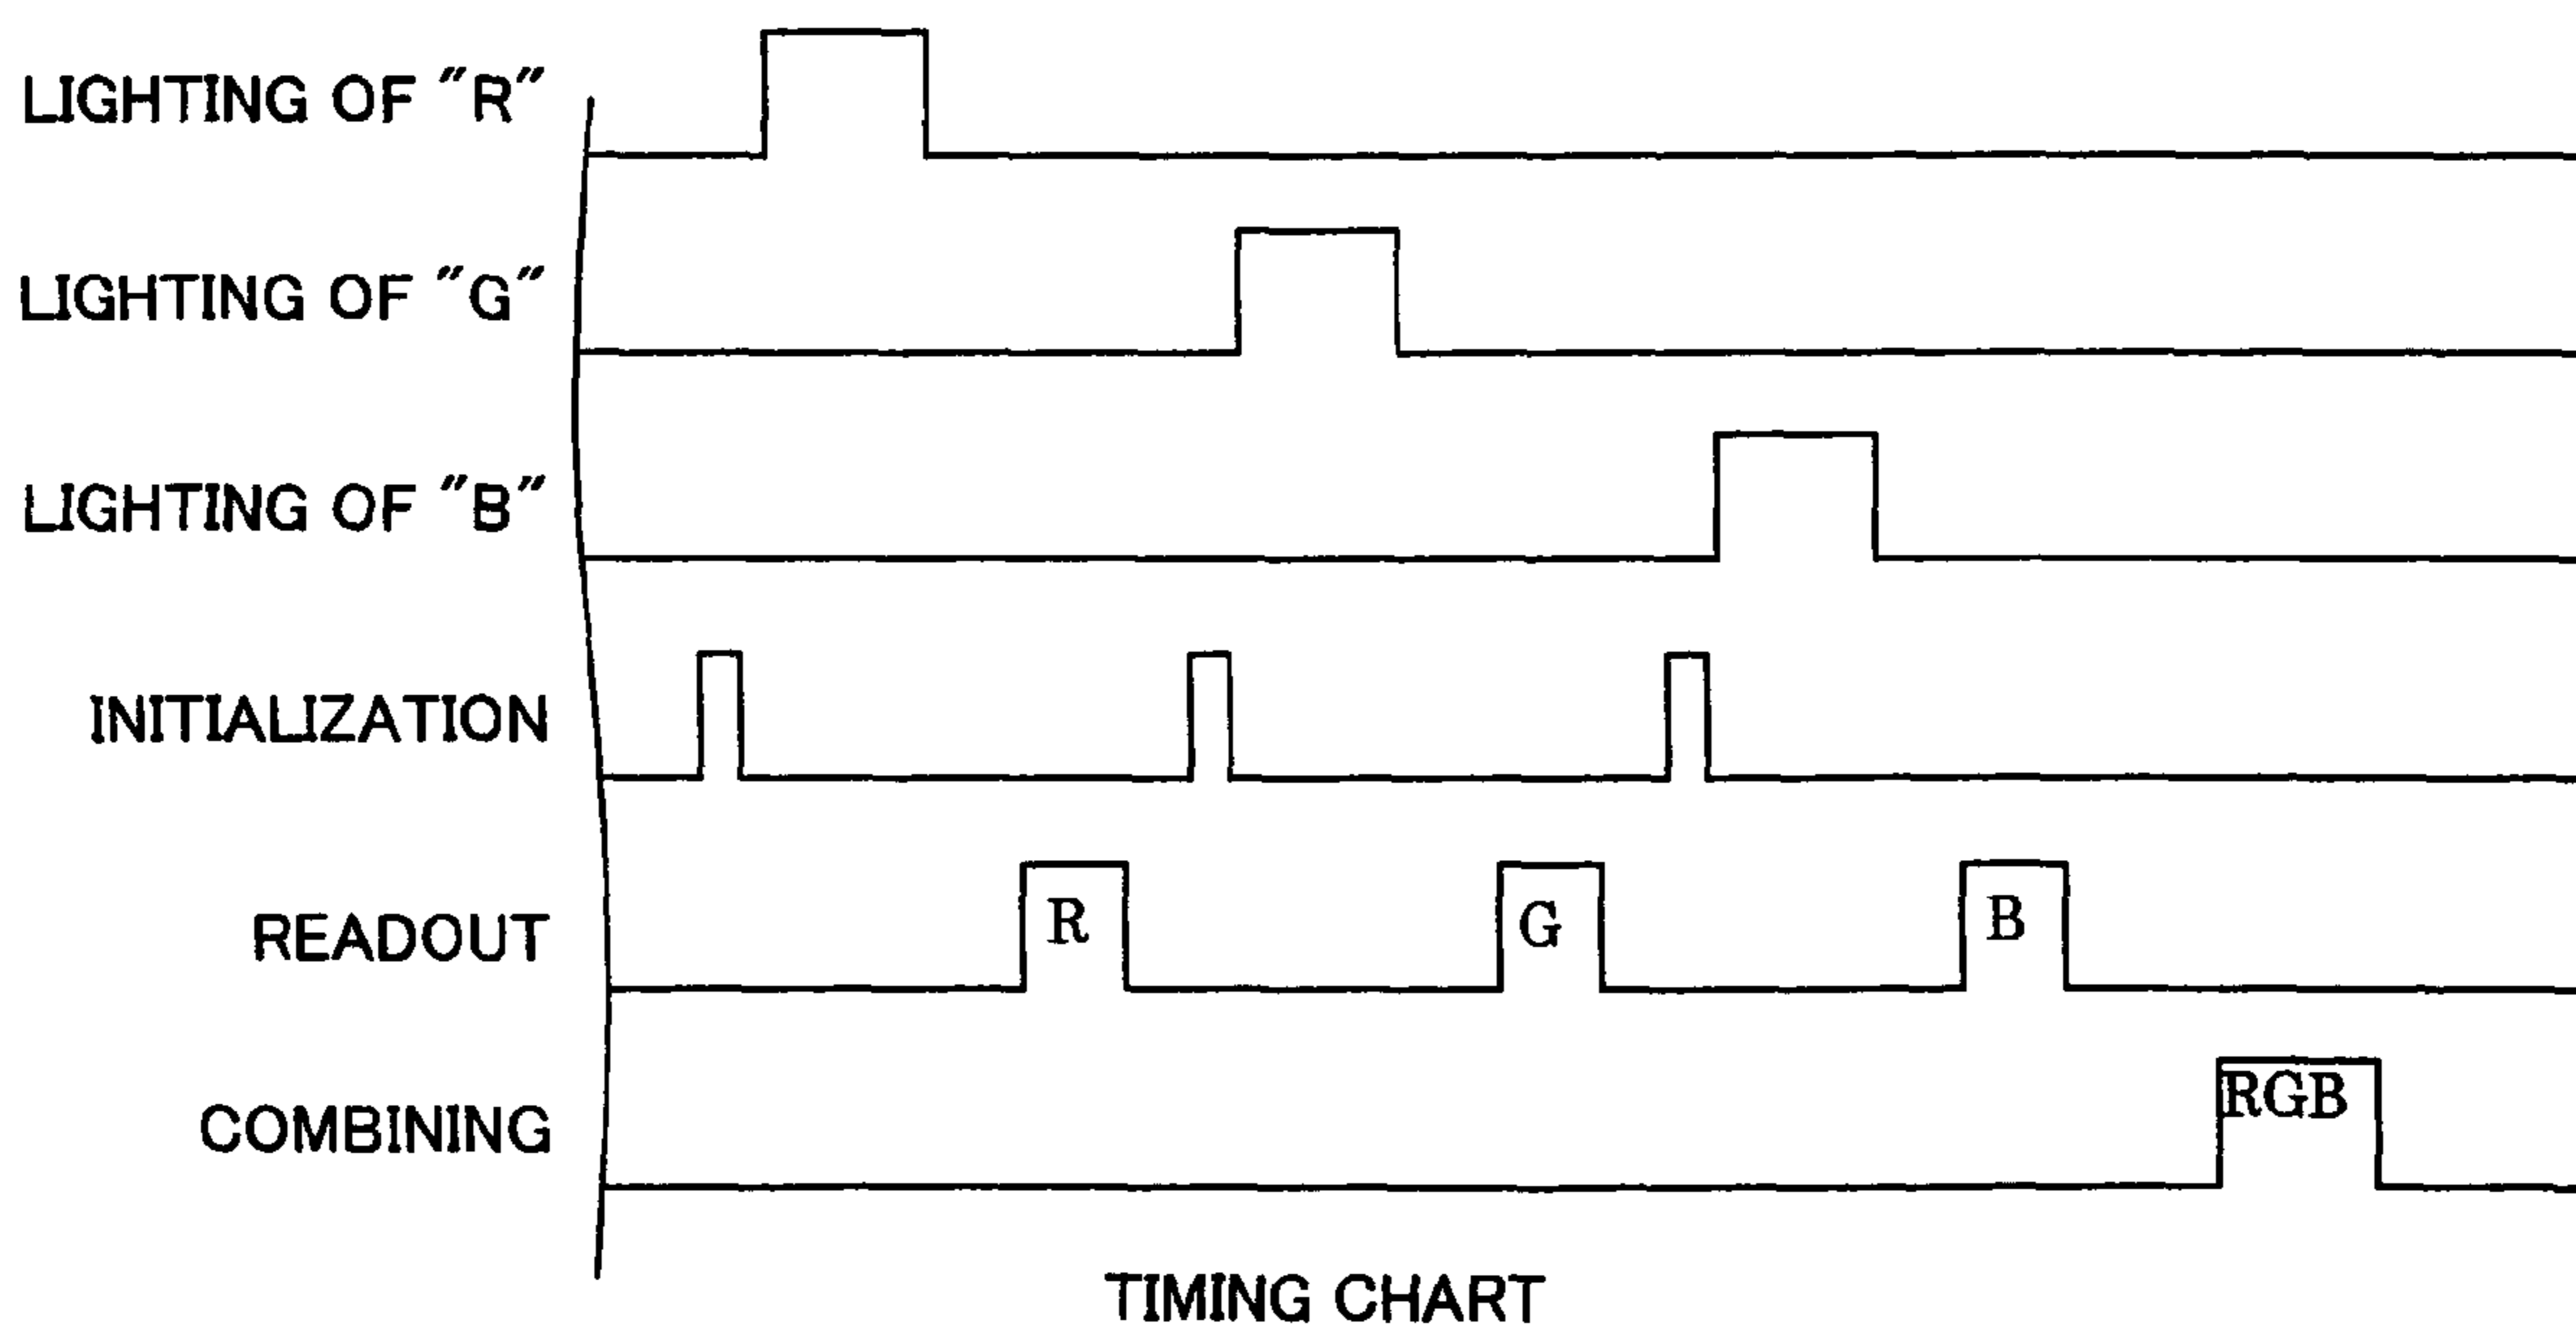 LIGHTING OF "R"
LIGHTING OF "G"
LIGHTING OF "B"
INITIALIZATION
READOUT
R
G
B
COMBINING
RGB
TIMING CHART